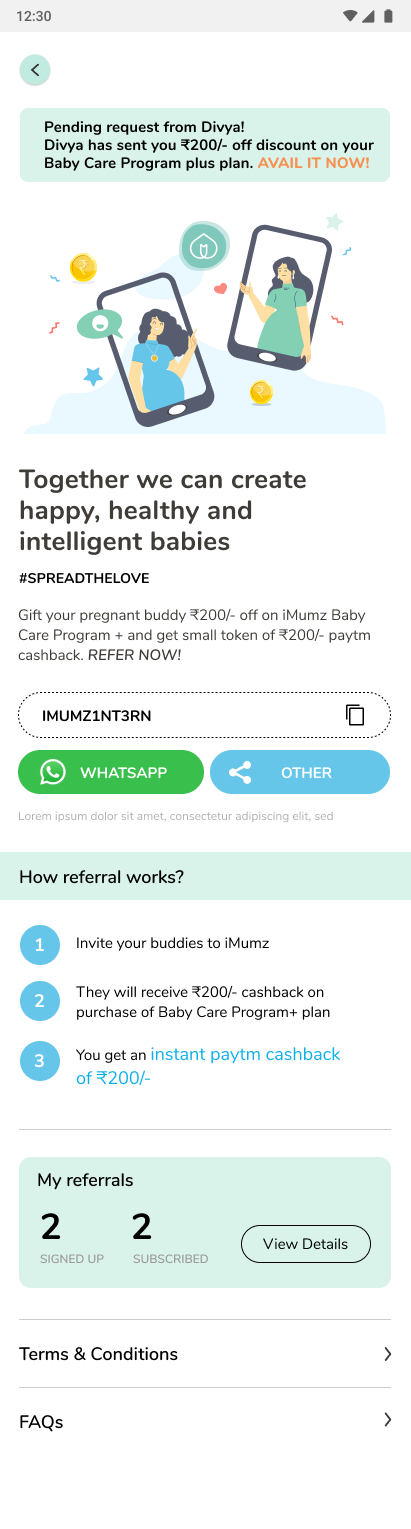 12:30
Pending request from Divya!
Divya has sent you ₹200/- off discount on your
Baby Care Program plus plan. AVAIL IT NOW!
Together we can create
happy, healthy and
intelligent babies
#SPREADTHELOVE
Gift your pregnant buddy ₹200/- off on iMumz Baby
Care Program + and get small token of ₹200/- paytm
cashback. REFER NOW!
IMUMZ1NT3RN
WHATSAPP
OTHER
Lorem ipsum dolor sit amet, consectetur adipiscing elit, sed
How referral works?
1
Invite your buddies to iMumz
2
They will receive ₹200/- cashback on
purchase of Baby Care Program+ plan
3
You get an instant paytm cashback
of ₹200/-
My referrals
2
2
SIGNED UP
SUBSCRIBED
View Details
Terms & Conditions
FAQs